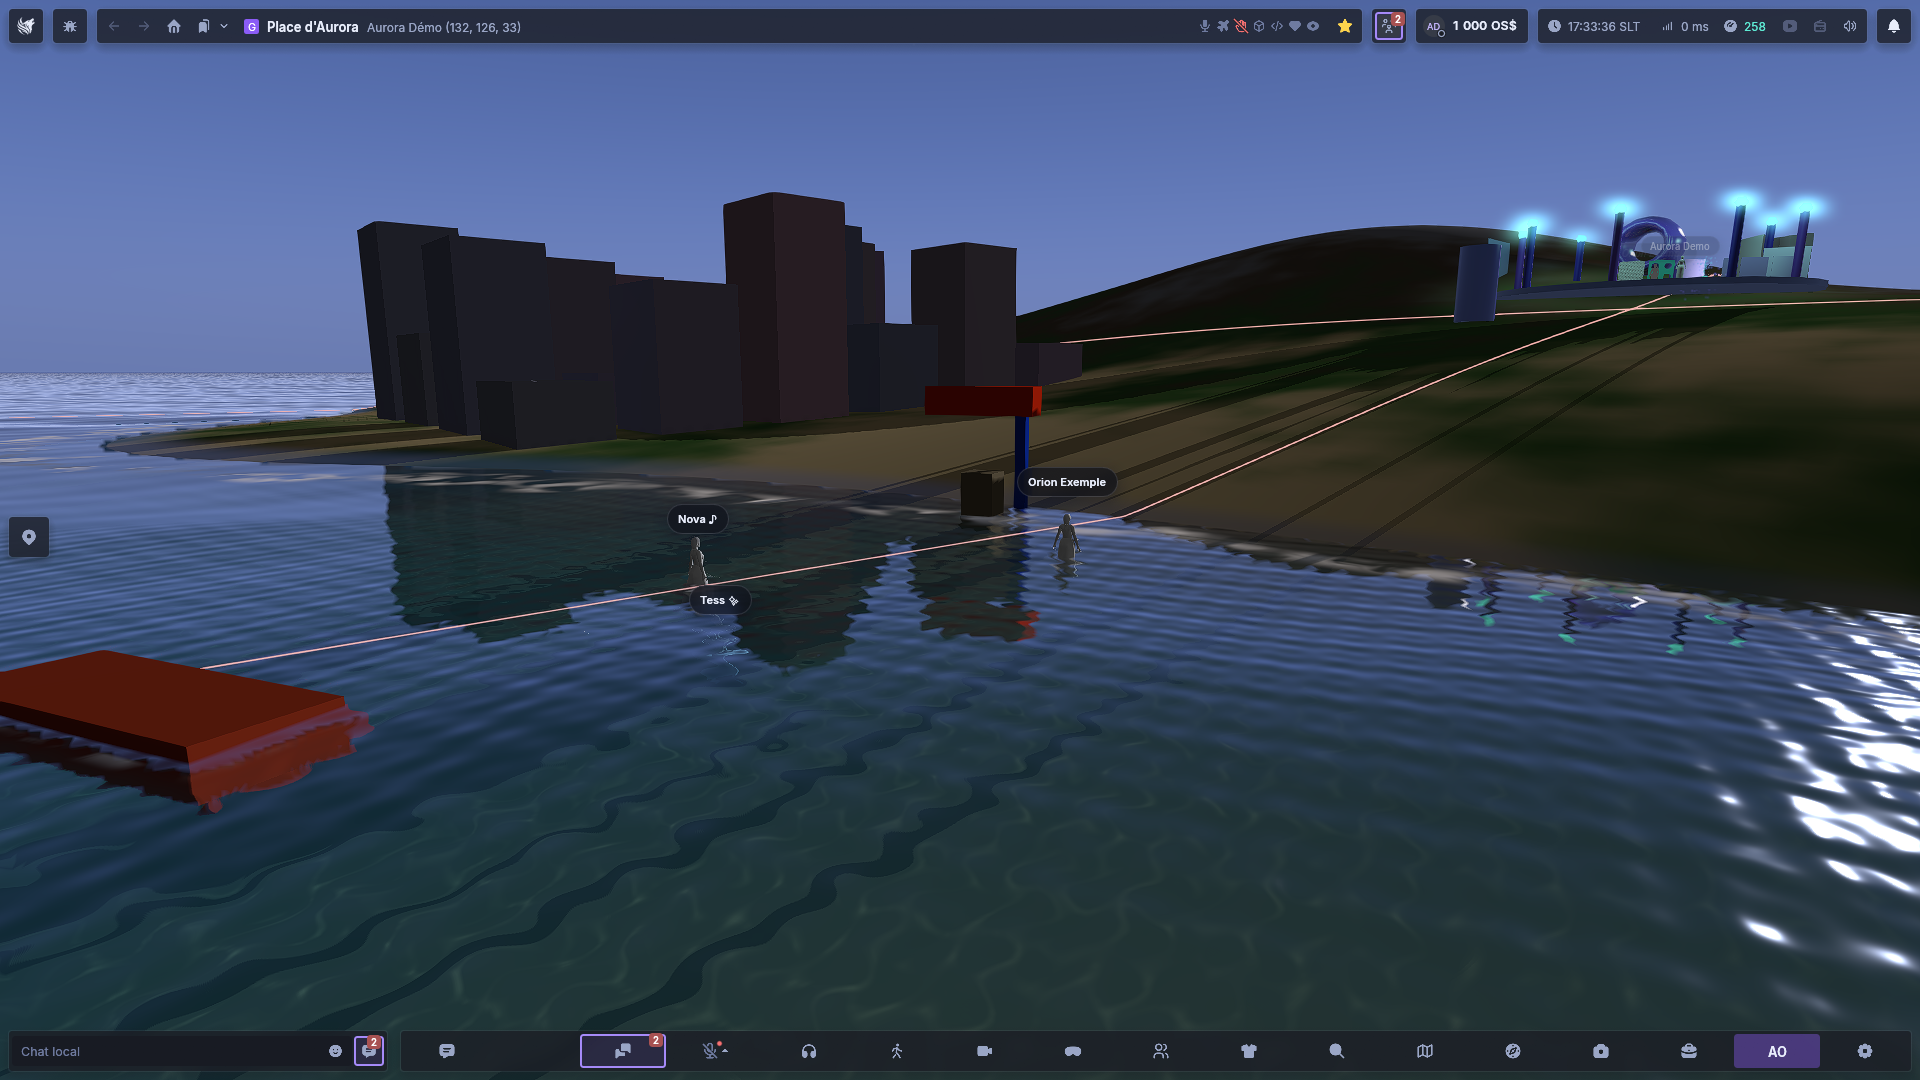 G Place d'Aurora Aurora Démo (132, 126, 33)
2
AD 1 000 OS$
17:33:36 SLT 0 ms 258
Aurora Demo
Orion Exemple
Nova ♪
Tess
Chat local
2
2
AO